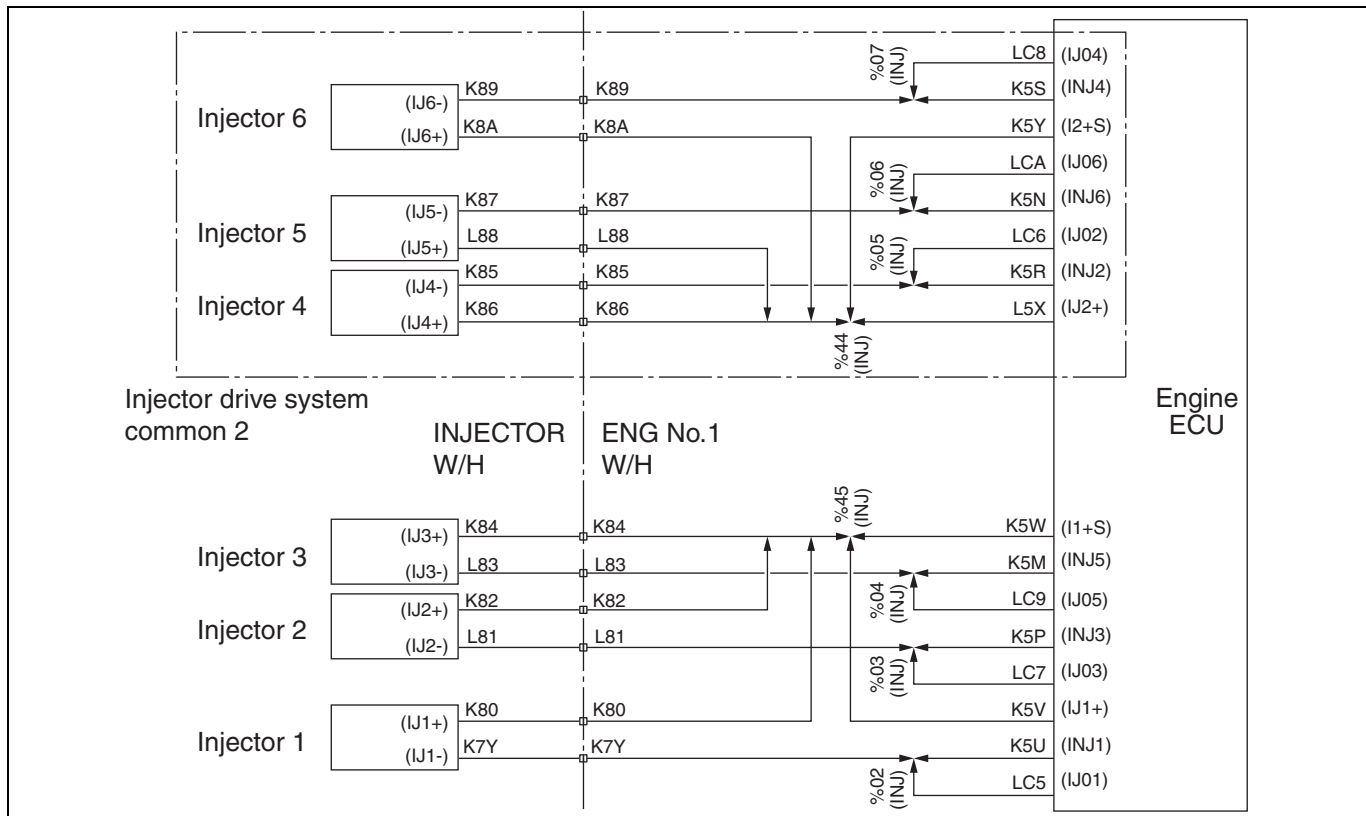 %07
(INJ)
LC8 (IJ04)
Injector 6
(IJ6-) K89 K89 K5S (INJ4)
(IJ6+) K8A K8A K5Y (I2+S)
%06
(INJ)
LCA (IJ06)
Injector 5
(IJ5-) K87 K87 K5N (INJ6)
(IJ5+) L88 L88 LC6 (IJ02)
%05
(INJ)
Injector 4
(IJ4-) K85 K85 K5R (INJ2)
(IJ4+) K86 K86 L5X (IJ2+)
%44
(INJ)
Injector drive system
common 2
Engine
ECU
INJECTOR
W/H
ENG No.1
W/H
%45
(INJ)
Injector 3
(IJ3+) K84 K84 K5W (I1+S)
(IJ3-) L83 L83 K5M (INJ5)
%04
(INJ)
Injector 2
(IJ2+) K82 K82 LC9 (IJ05)
(IJ2-) L81 L81 K5P (INJ3)
%03
(INJ)
LC7 (IJ03)
Injector 1
(IJ1+) K80 K80 K5V (IJ1+)
(IJ1-) K7Y K7Y K5U (INJ1)
%02
(INJ)
LC5 (IJ01)